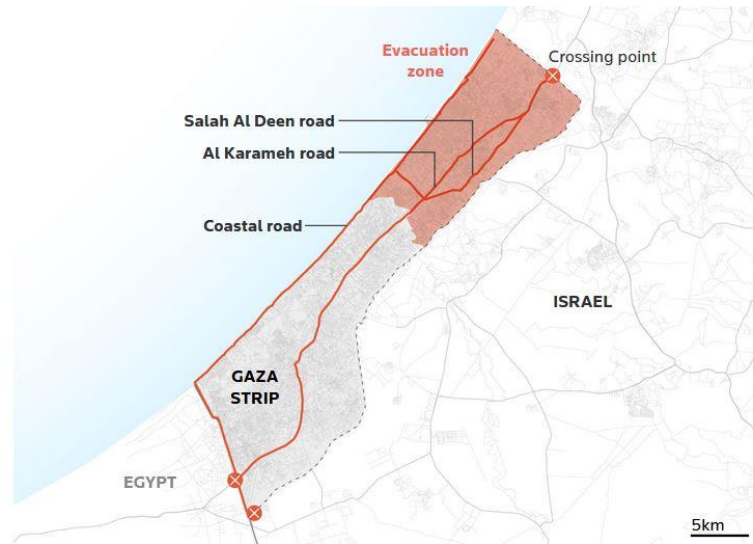 Evacuation
zone
Crossing point
Salah Al Deen road
Al Karameh road
Coastal road
ISRAEL
GAZA
STRIP
EGYPT
5km